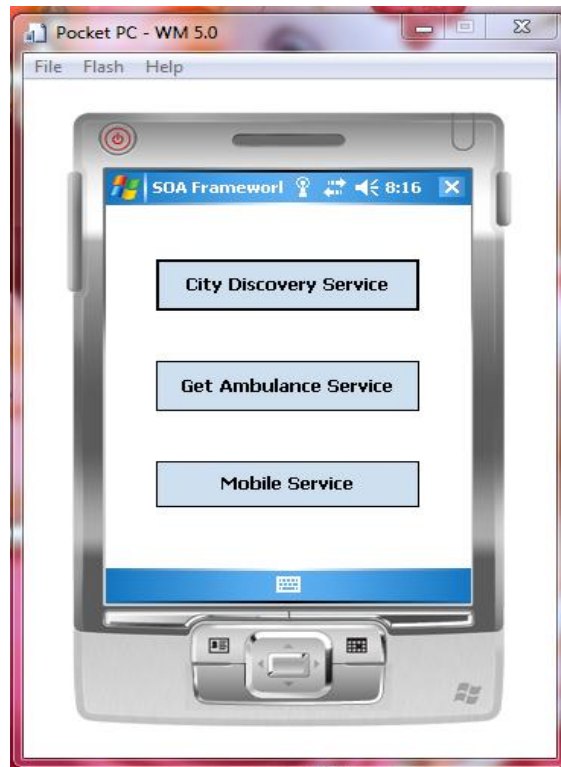 Pocket PC - WM 5.0
File Flash Help
SOA Frameworl 8:16
City Discovery Service
Get Ambulance Service
Mobile Service